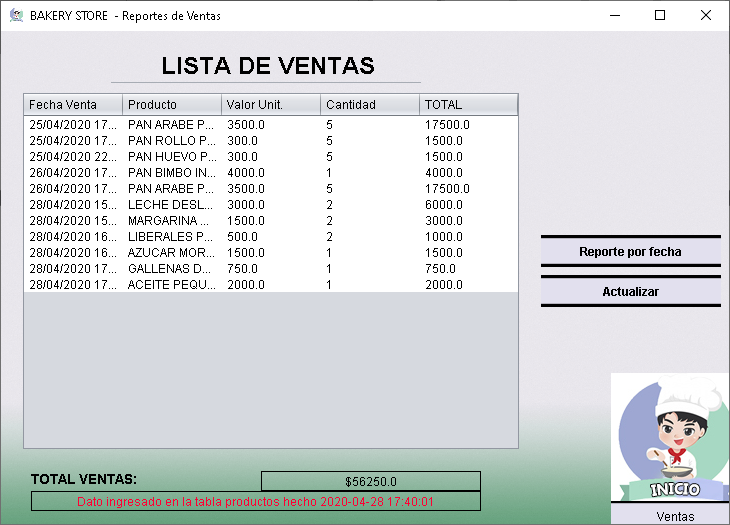 BAKERY STORE - Reportes de Ventas
LISTA DE VENTAS
Fecha Venta Producto Valor Unit. Cantidad TOTAL
25/04/2020 17... PAN ARABE P... 3500.0 5 17500.0
25/04/2020 17... PAN ROLLO P... 300.0 5 1500.0
25/04/2020 22... PAN HUEVO P... 300.0 5 1500.0
26/04/2020 17... PAN BIMBO IN... 4000.0 1 4000.0
26/04/2020 17... PAN ARABE P... 3500.0 5 17500.0
28/04/2020 15... LECHE DESL... 3000.0 2 6000.0
28/04/2020 15... MARGARINA ... 1500.0 2 3000.0
28/04/2020 16... LIBERALES P... 500.0 2 1000.0
28/04/2020 16... AZUCAR MOR... 1500.0 1 1500.0
28/04/2020 17... GALLENAS D... 750.0 1 750.0
28/04/2020 17... ACEITE PEQU... 2000.0 1 2000.0
Reporte por fecha
Actualizar
INICIO
Ventas
TOTAL VENTAS: $56250.0
Dato ingresado en la tabla productos hecho 2020-04-28 17:40:01